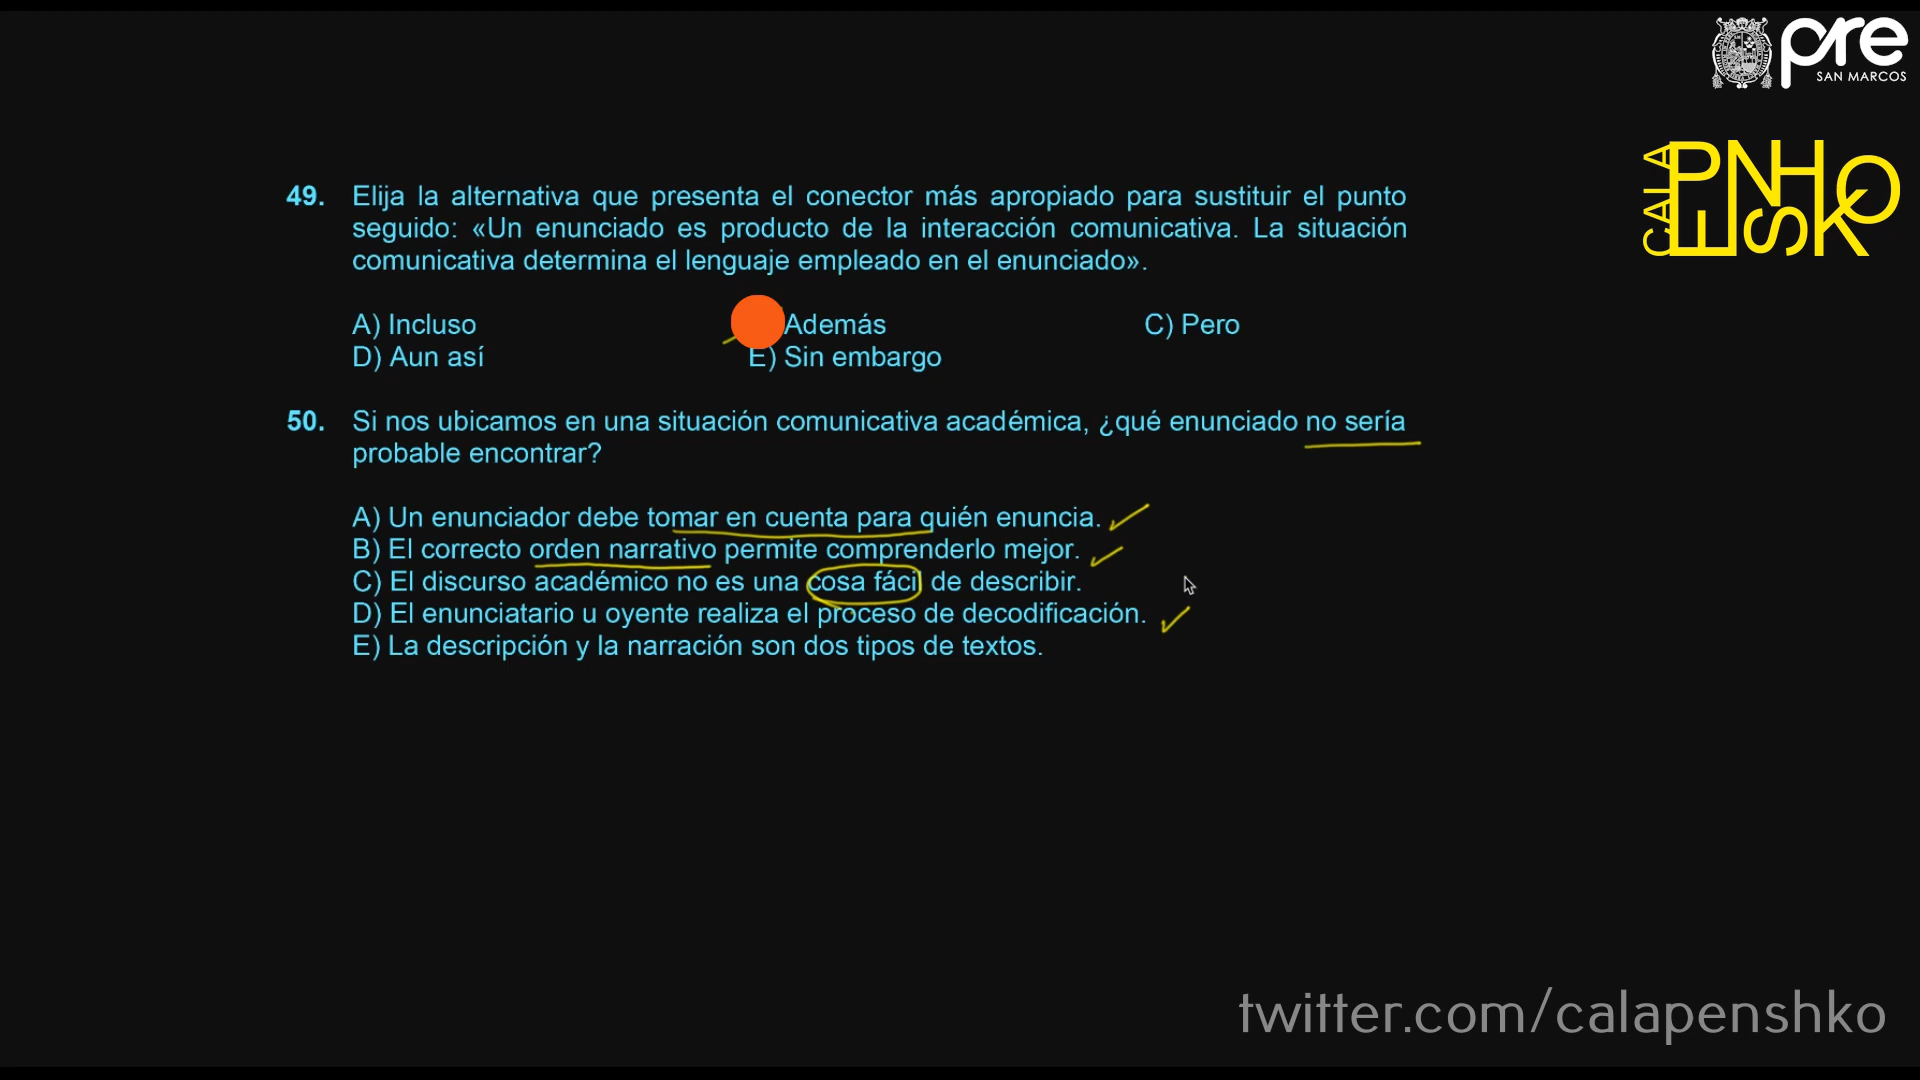 pre
SAN MARCOS
CALA
PENSHKO
49. Elija la alternativa que presenta el conector más apropiado para sustituir el punto
seguido: «Un enunciado es producto de la interacción comunicativa. La situación
comunicativa determina el lenguaje empleado en el enunciado».
A) Incluso Además C) Pero
D) Aun así E) Sin embargo
50. Si nos ubicamos en una situación comunicativa académica, ¿qué enunciado no sería
probable encontrar?
A) Un enunciador debe tomar en cuenta para quién enuncia.
B) El correcto orden narrativo permite comprenderlo mejor.
C) El discurso académico no es una cosa fácil de describir.
D) El enunciatario u oyente realiza el proceso de decodificación.
E) La descripción y la narración son dos tipos de textos.
twitter.com/calapenshko